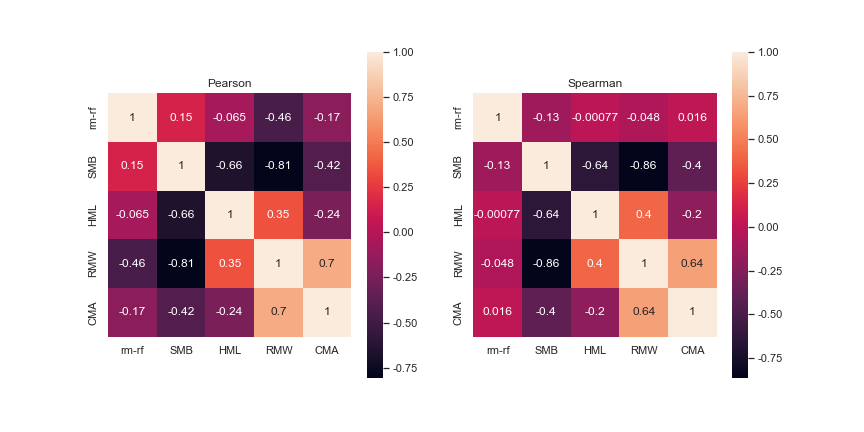 Pearson
rm-rf 1 0.15 -0.065 -0.46 -0.17
SMB 0.15 1 -0.66 -0.81 -0.42
HML -0.065 -0.66 1 0.35 -0.24
RMW -0.46 -0.81 0.35 1 0.7
CMA -0.17 -0.42 -0.24 0.7 1
rm-rf SMB HML RMW CMA
1.00
0.75
0.50
0.25
0.00
-0.25
-0.50
-0.75
Spearman
rm-rf 1 -0.13 -0.00077 -0.048 0.016
SMB -0.13 1 -0.64 -0.86 -0.4
HML -0.00077 -0.64 1 0.4 -0.2
RMW -0.048 -0.86 0.4 1 0.64
CMA 0.016 -0.4 -0.2 0.64 1
rm-rf SMB HML RMW CMA
1.00
0.75
0.50
0.25
0.00
-0.25
-0.50
-0.75